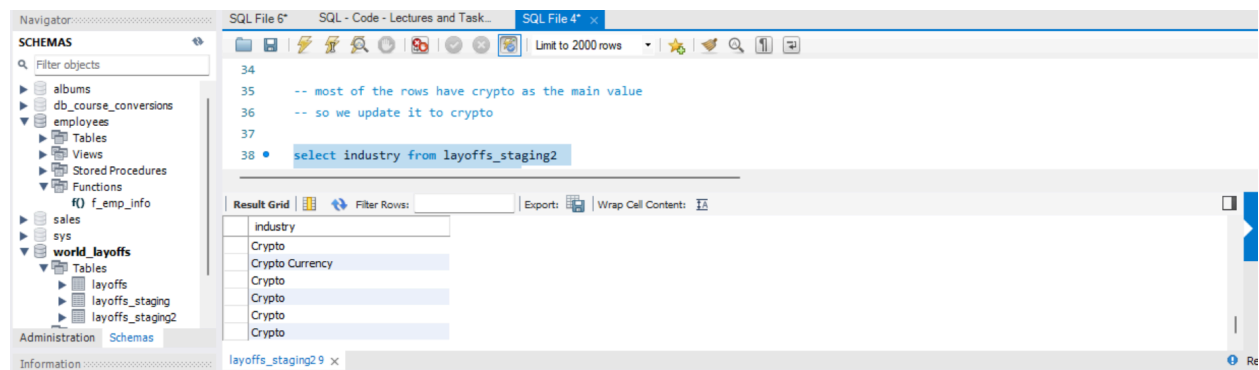 Navigator
SQL File 6*
SQL - Code - Lectures and Task...
SQL File 4*
SCHEMAS
Filter objects
albums
db_course_conversions
employees
Tables
Views
Stored Procedures
Functions
f() f_emp_info
sales
sys
world_layoffs
Tables
layoffs
layoffs_staging
layoffs_staging2
Administration Schemas
Information
Limit to 2000 rows
34
35 -- most of the rows have crypto as the main value
36 -- so we update it to crypto
37
38 select industry from layoffs_staging2
Result Grid Filter Rows: Export: Wrap Cell Content:
industry
Crypto
Crypto Currency
Crypto
Crypto
Crypto
Crypto
layoffs_staging2 9
Re